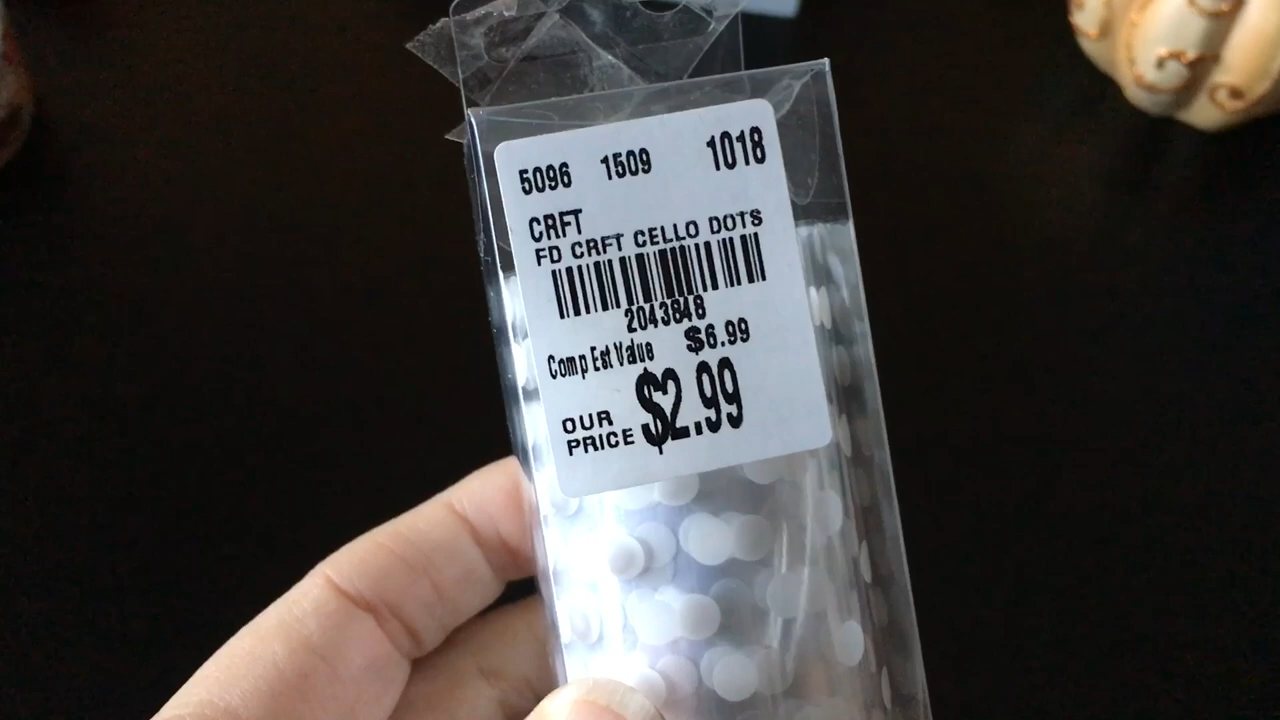 5096 1509 1018
CRFT
FD CRFT CELLO DOTS
2043848
Comp Est Value $6.99
OUR PRICE $2.99